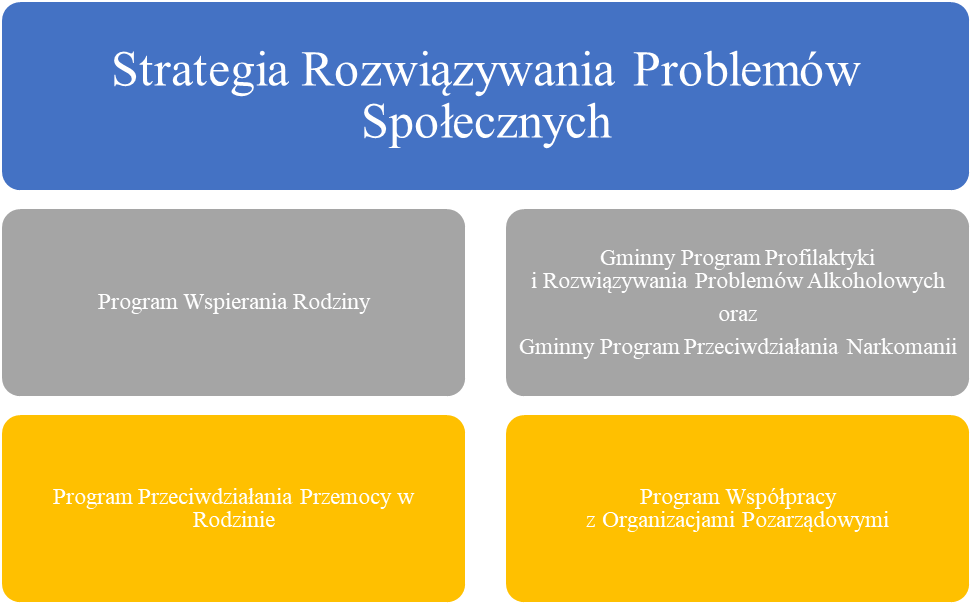 Strategia Rozwiązywania Problemów
Społecznych
Program Wspierania Rodziny
Gminny Program Profilaktyki
i Rozwiązywania Problemów Alkoholowych
oraz
Gminny Program Przeciwdziałania Narkomanii
Program Przeciwdziałania Przemocy w
Rodzinie
Program Współpracy
z Organizacjami Pozarządowymi